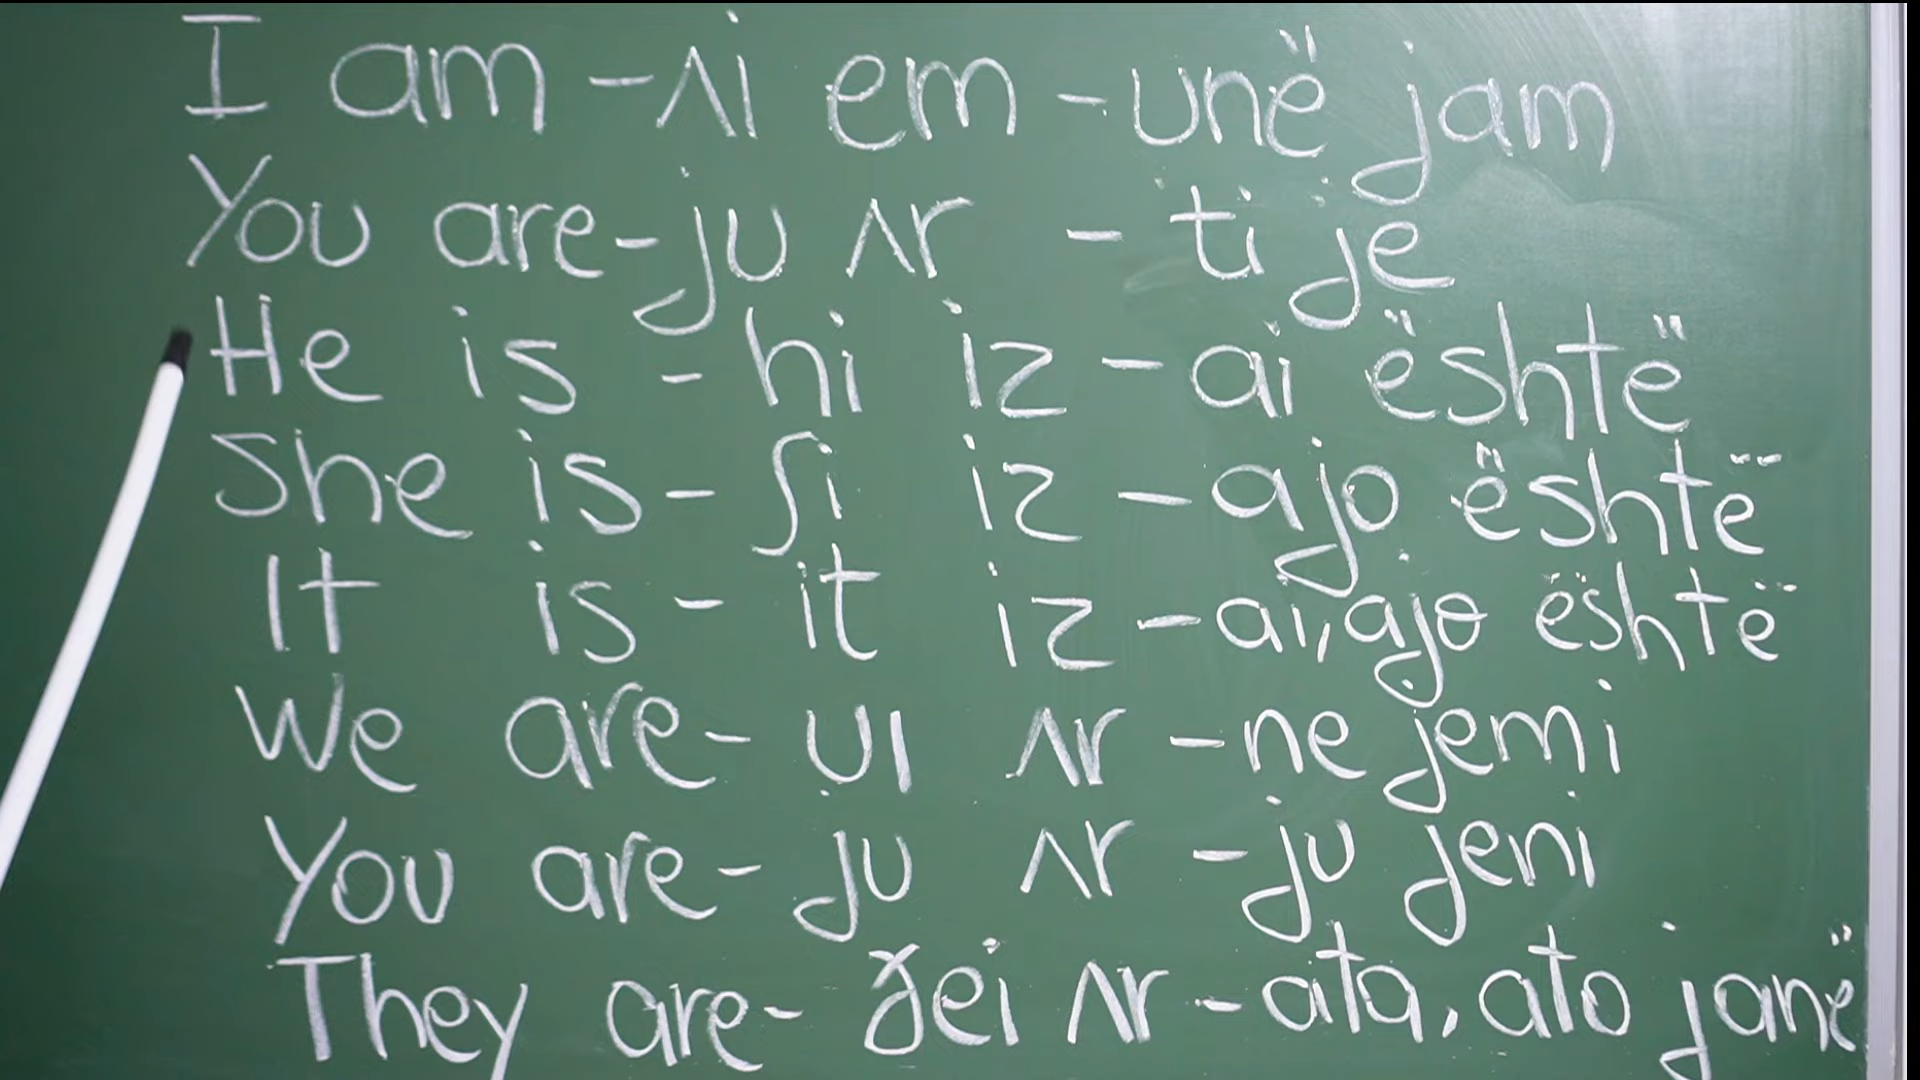 I am - ʌi em - unë jam
You are - ju ʌr - ti je
He is - hi iz - ai është
She is - ʃi iz - ajo është
It is - it iz - ai, ajo është
We are - ui ʌr - ne jemi
You are - ju ʌr - ju jeni
They are - ðei ʌr - ata, ato janë